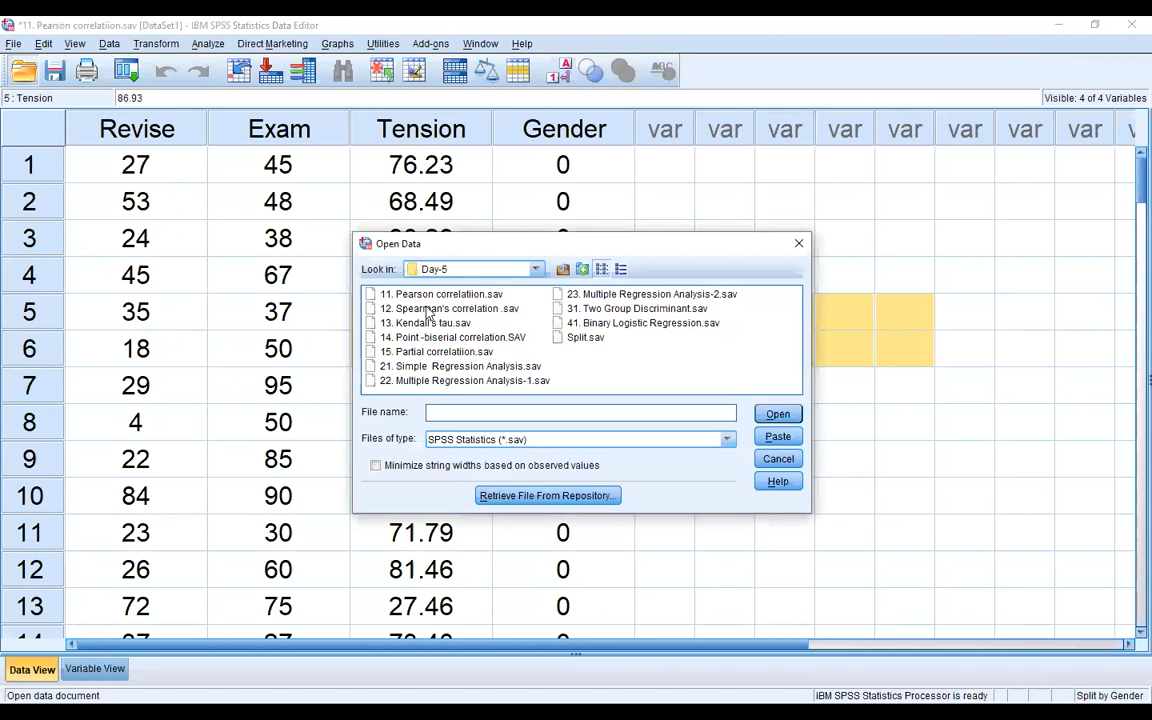 *11. Pearson correlatiion.sav [DataSet1] - IBM SPSS Statistics Data Editor
File Edit View Data Transform Analyze Direct Marketing Graphs Utilities Add-ons Window Help
5 : Tension 86.93 Visible: 4 of 4 Variables
Revise Exam Tension Gender var var var var var var var var
1 27 45 76.23 0
2 53 48 68.49 0
3 24 38
4 45 67
5 35 37
6 18 50
7 29 95
8 4 50
9 22 85
10 84 90
11 23 30 71.79 0
12 26 60 81.46 0
13 72 75 27.46 0
Open Data
Look in: Day-5
11. Pearson correlatiion.sav
12. Spearman's correlation .sav
13. Kendall's tau.sav
14. Point -biserial correlation.SAV
15. Partial correlatiion.sav
21. Simple Regression Analysis.sav
22. Multiple Regression Analysis-1.sav
23. Multiple Regression Analysis-2.sav
31. Two Group Discriminant.sav
41. Binary Logistic Regression.sav
Split.sav
File name: Open
Files of type: SPSS Statistics (*.sav) Paste
Cancel
Minimize string widths based on observed values
Help
Retrieve File From Repository...
Data View Variable View
Open data document IBM SPSS Statistics Processor is ready Split by Gender